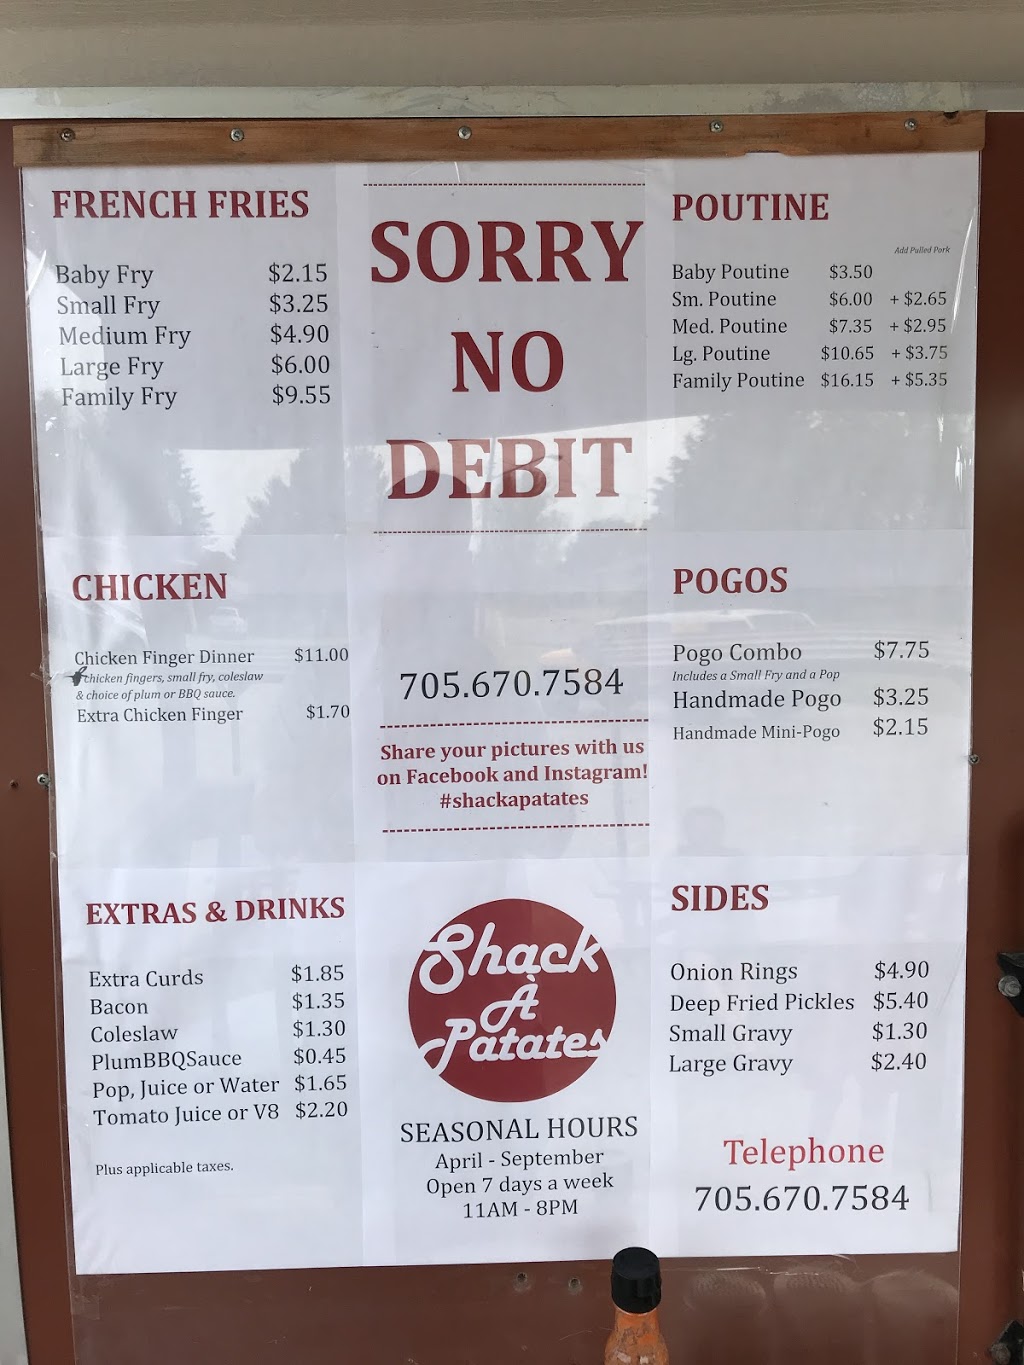 FRENCH FRIES
Baby Fry $2.15
Small Fry $3.25
Medium Fry $4.90
Large Fry $6.00
Family Fry $9.55
SORRY
NO
DEBIT
POUTINE
Add Pulled Pork
Baby Poutine $3.50
Sm. Poutine $6.00 + $2.65
Med. Poutine $7.35 + $2.95
Lg. Poutine $10.65 + $3.75
Family Poutine $16.15 + $5.35
CHICKEN
Chicken Finger Dinner $11.00
chicken fingers, small fry, coleslaw
& choice of plum or BBQ sauce.
Extra Chicken Finger $1.70
705.670.7584
Share your pictures with us
on Facebook and Instagram!
#shackapatates
POGOS
Pogo Combo $7.75
Includes a Small Fry and a Pop
Handmade Pogo $3.25
Handmade Mini-Pogo $2.15
EXTRAS & DRINKS
Extra Curds $1.85
Bacon $1.35
Coleslaw $1.30
PlumBBQSauce $0.45
Pop, Juice or Water $1.65
Tomato Juice or V8 $2.20
Plus applicable taxes.
Shack
À
Patates
SEASONAL HOURS
April - September
Open 7 days a week
11AM - 8PM
SIDES
Onion Rings $4.90
Deep Fried Pickles $5.40
Small Gravy $1.30
Large Gravy $2.40
Telephone
705.670.7584